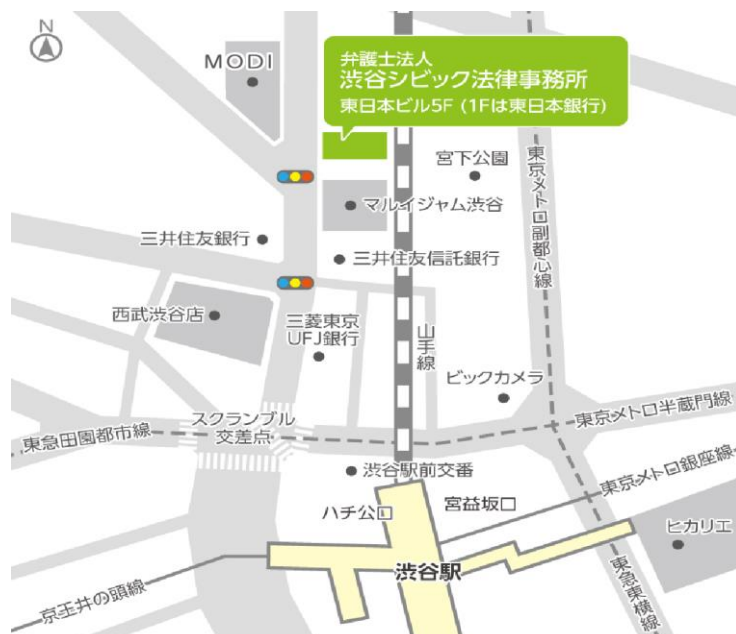 N
MODI
弁護士法人
渋谷シビック法律事務所
東日本ビル5F (1Fは東日本銀行)
宮下公園
東京メトロ副都心線
マルイジャム渋谷
三井住友銀行
三井住友信託銀行
西武渋谷店
三菱東京
UFJ銀行
山手線
ビックカメラ
スクランブル
交差点
東急田園都市線
東京メトロ半蔵門線
渋谷駅前交番
東京メトロ銀座線
ハチ公口
宮益坂口
ヒカリエ
渋谷駅
京王井の頭線
東急東横線